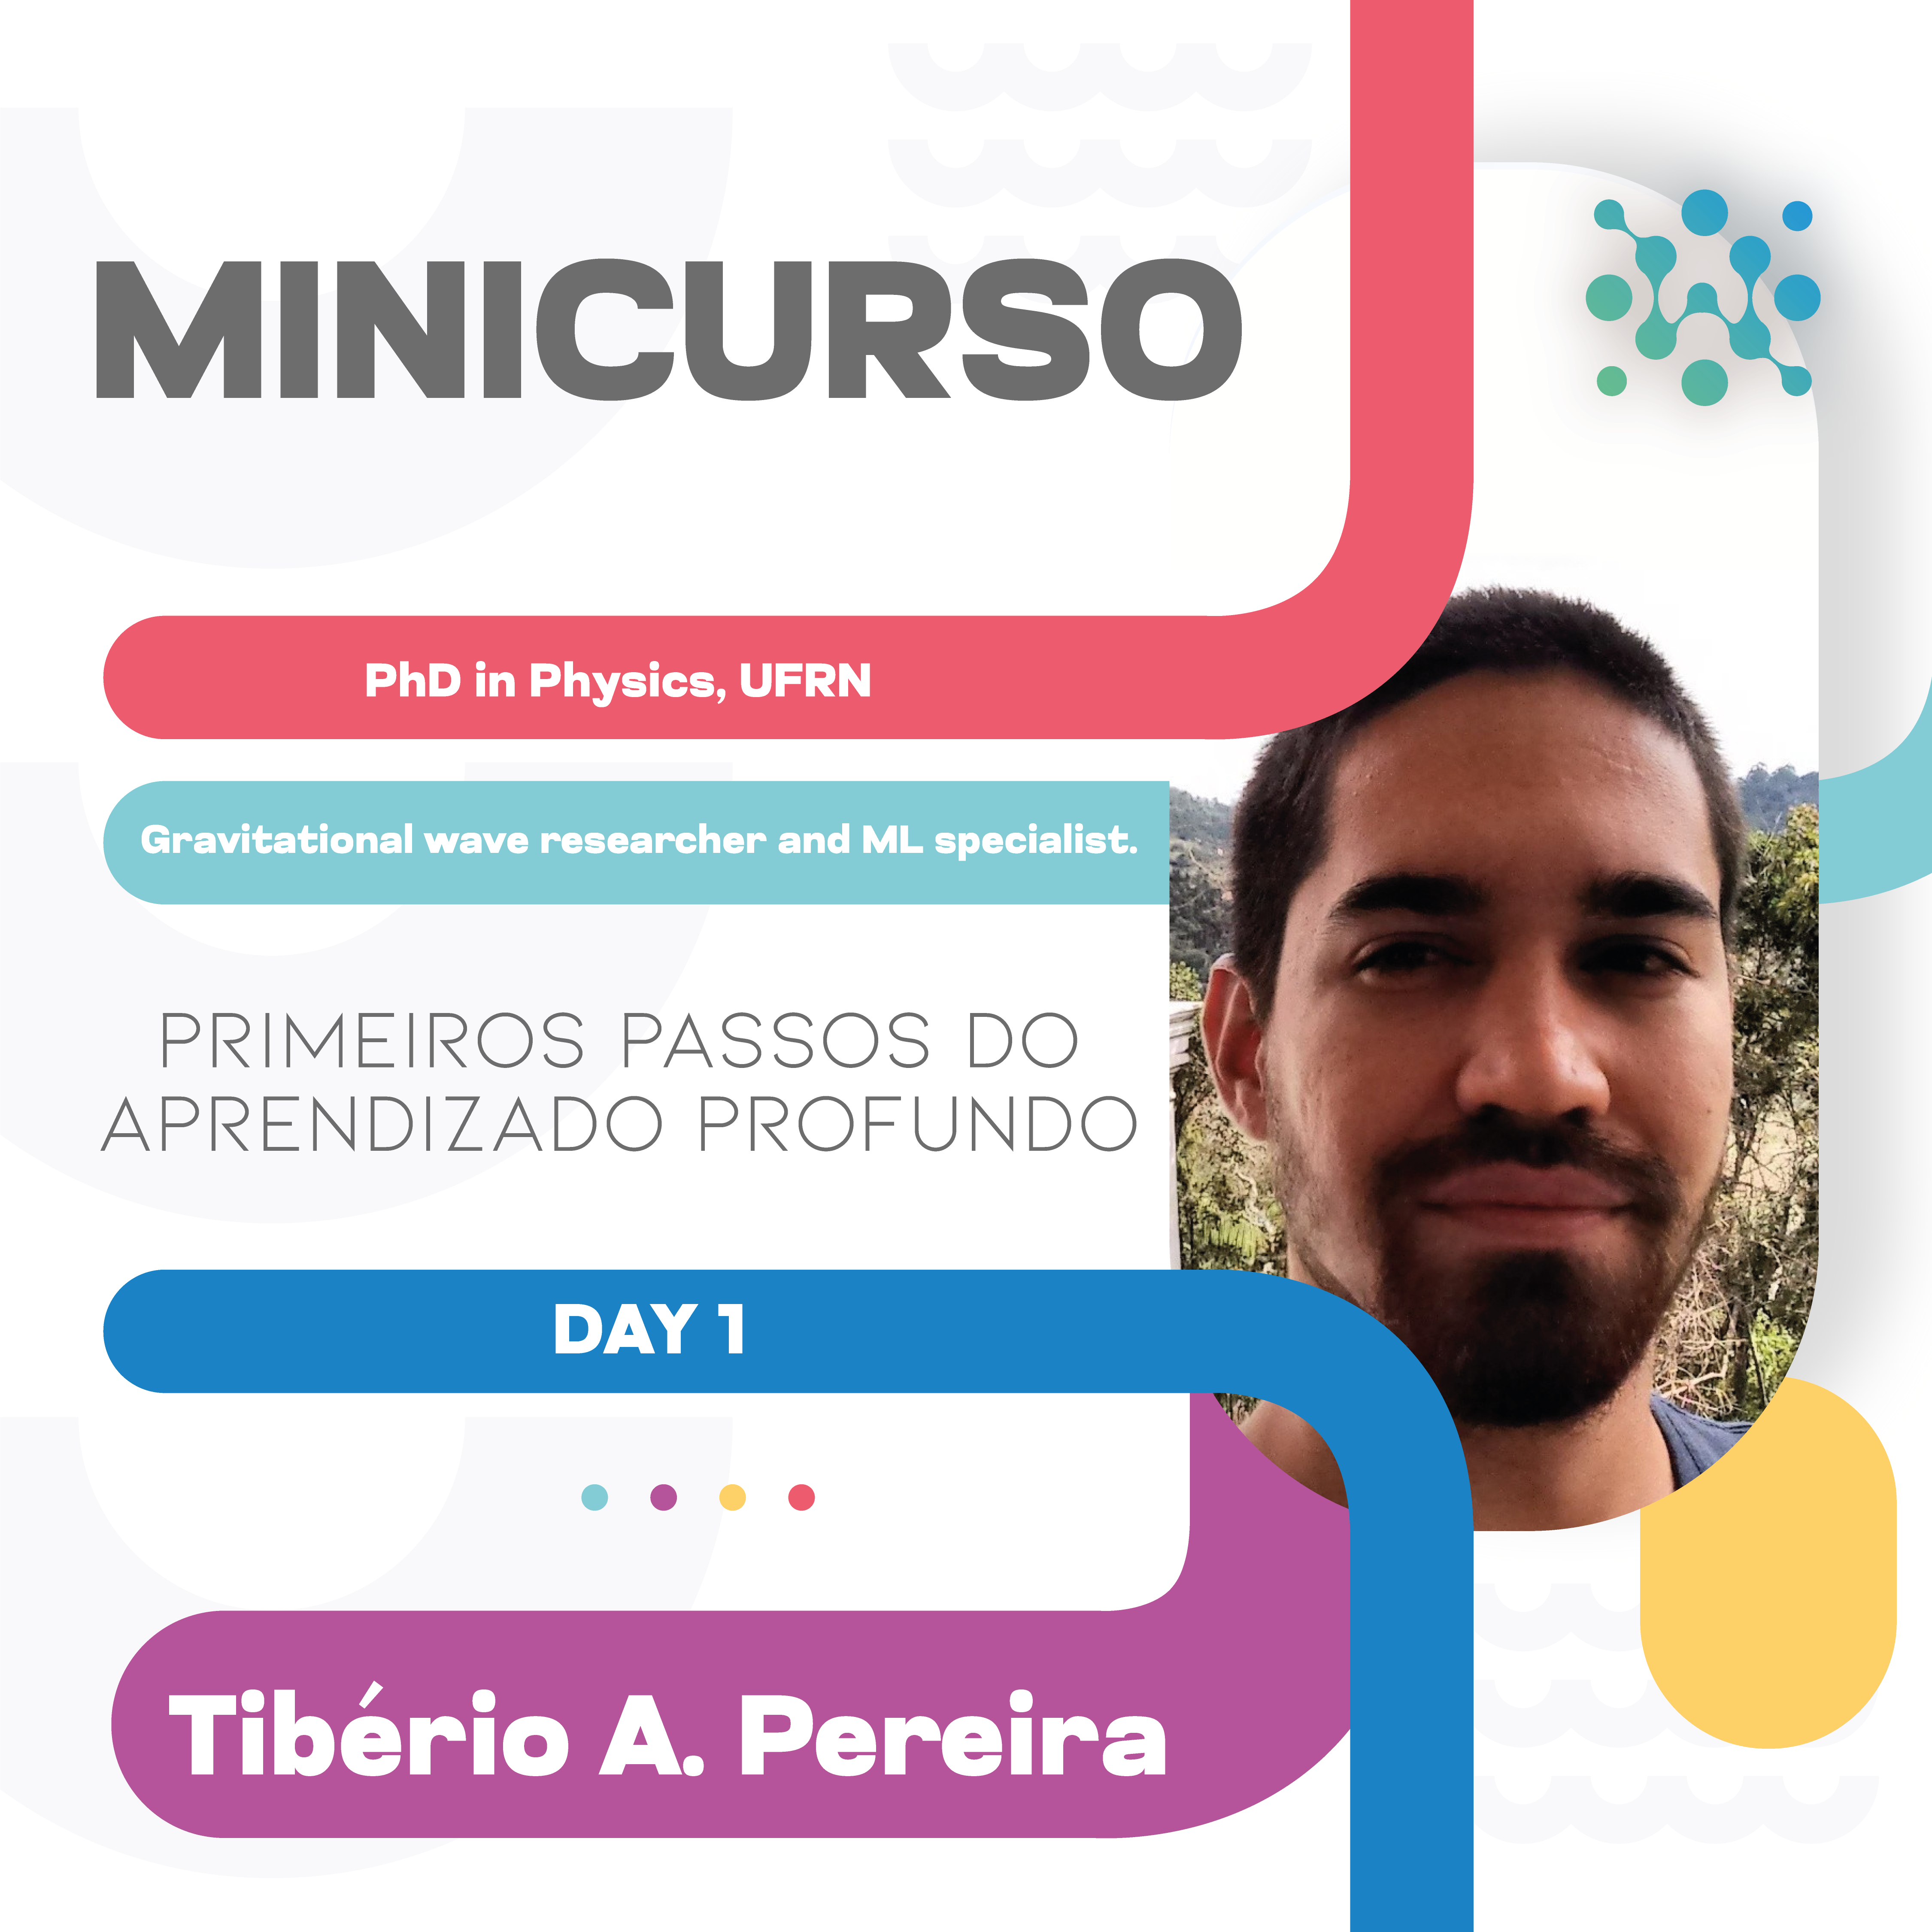 MINICURSO
PhD in Physics, UFRN
Gravitational wave researcher and ML specialist.
PRIMEIROS PASSOS DO
APRENDIZADO PROFUNDO
DAY 1
Tibério A. Pereira